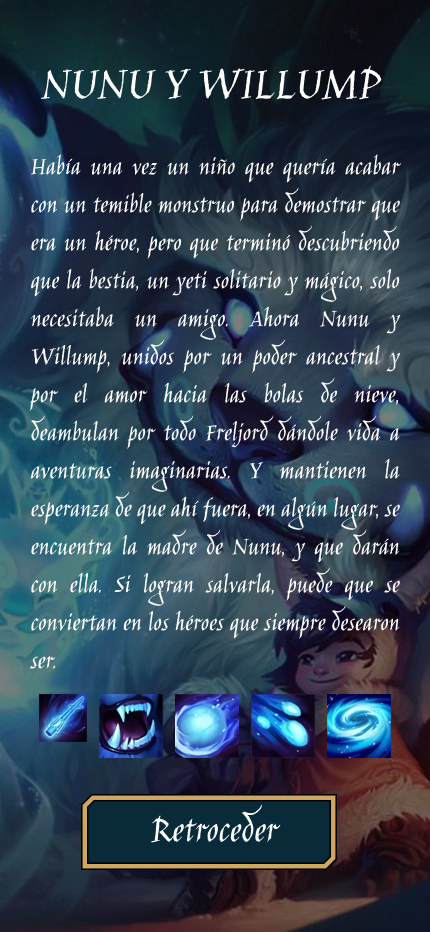 NUNU Y WILLUMP
Había una vez un niño que quería acabar
con un temible monstruo para demostrar que
era un héroe, pero que terminó descubriendo
que la bestia, un yeti solitario y mágico, solo
necesitaba un amigo. Ahora Nunu y
Willump, unidos por un poder ancestral y
por el amor hacia las bolas de nieve,
deambulan por todo Freljord dándole vida a
aventuras imaginarias. Y mantienen la
esperanza de que ahí fuera, en algún lugar, se
encuentra la madre de Nunu, y que darán
con ella. Si logran salvarla, puede que se
conviertan en los héroes que siempre desearon
ser.
Retroceder